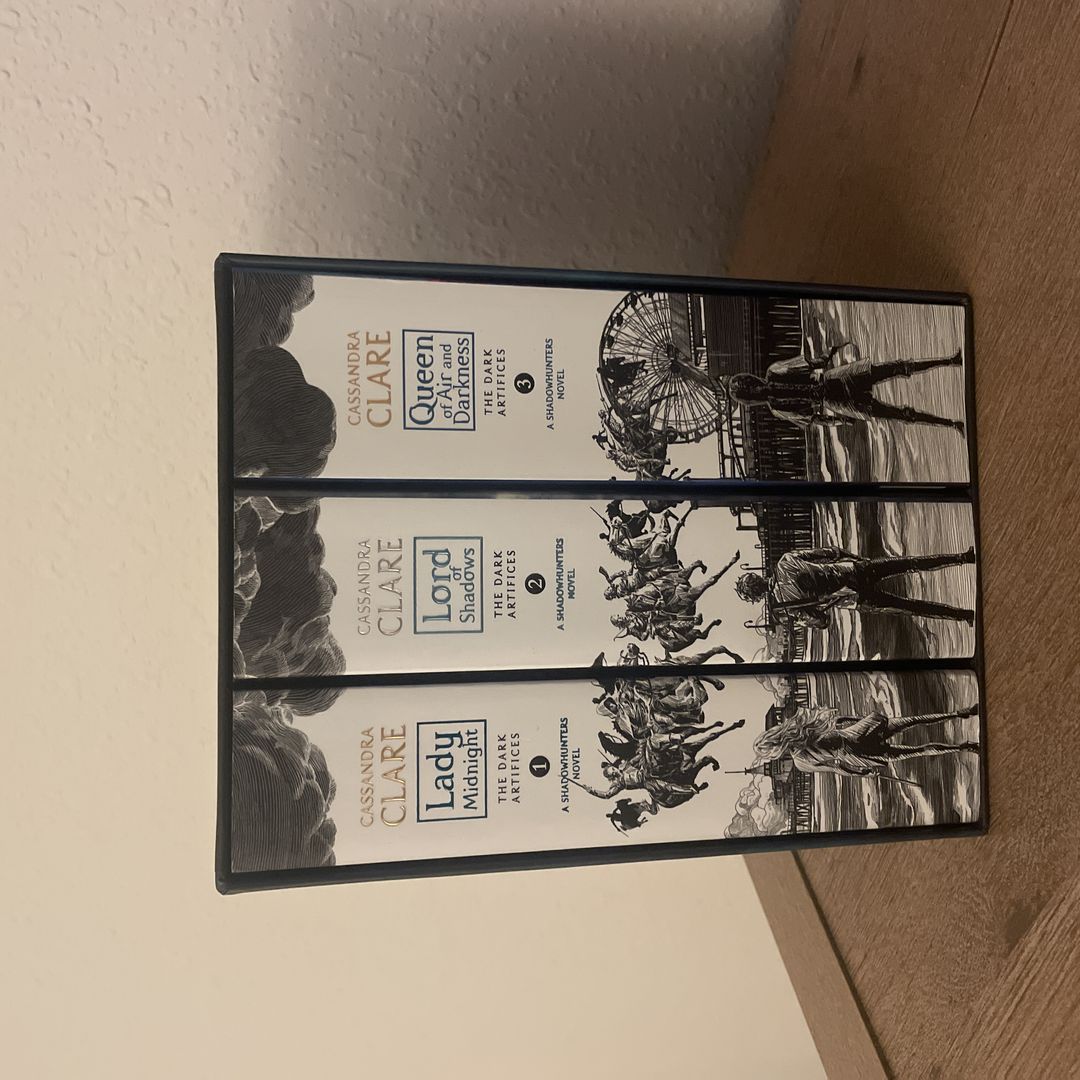 CASSANDRA
CLARE
Lady
Midnight
THE DARK
ARTIFICES
1
A SHADOWHUNTERS
NOVEL
CASSANDRA
CLARE
Lord
of
Shadows
THE DARK
ARTIFICES
2
A SHADOWHUNTERS
NOVEL
CASSANDRA
CLARE
Queen
of Air and
Darkness
THE DARK
ARTIFICES
3
A SHADOWHUNTERS
NOVEL